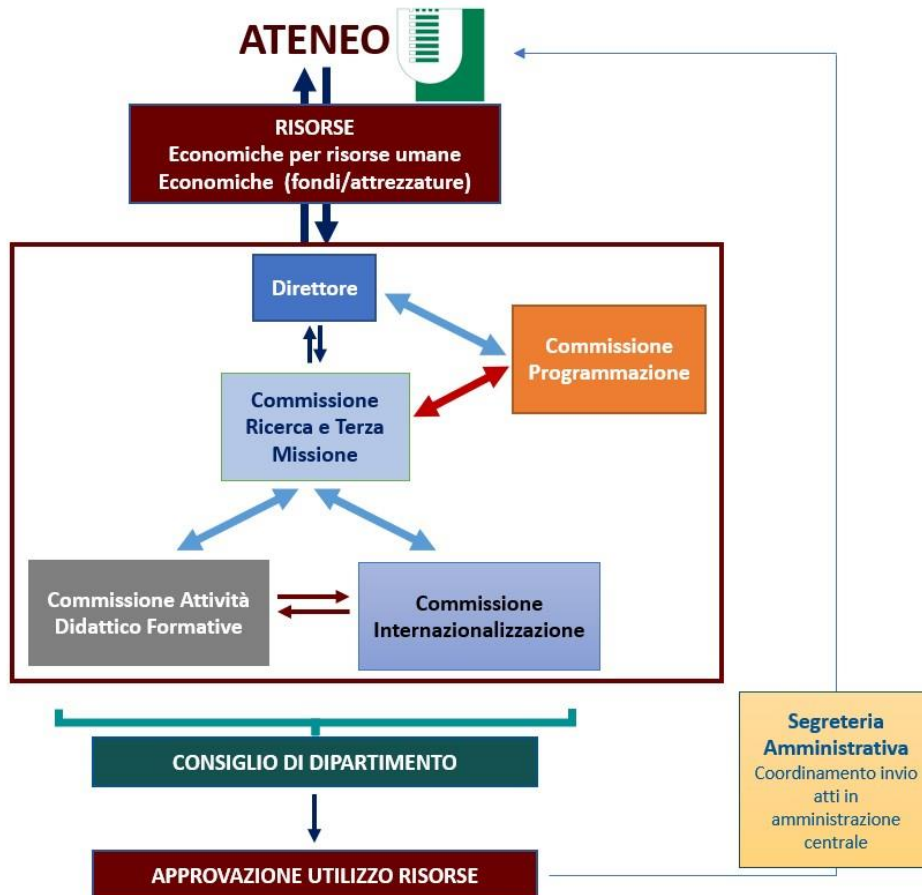 ATENEO
RISORSE
Economiche per risorse umane
Economiche (fondi/attrezzature)
Direttore
Commissione
Programmazione
Commissione
Ricerca e Terza
Missione
Commissione Attività
Didattico Formative
Commissione
Internazionalizzazione
CONSIGLIO DI DIPARTIMENTO
APPROVAZIONE UTILIZZO RISORSE
Segreteria
Amministrativa
Coordinamento invio
atti in
amministrazione
centrale